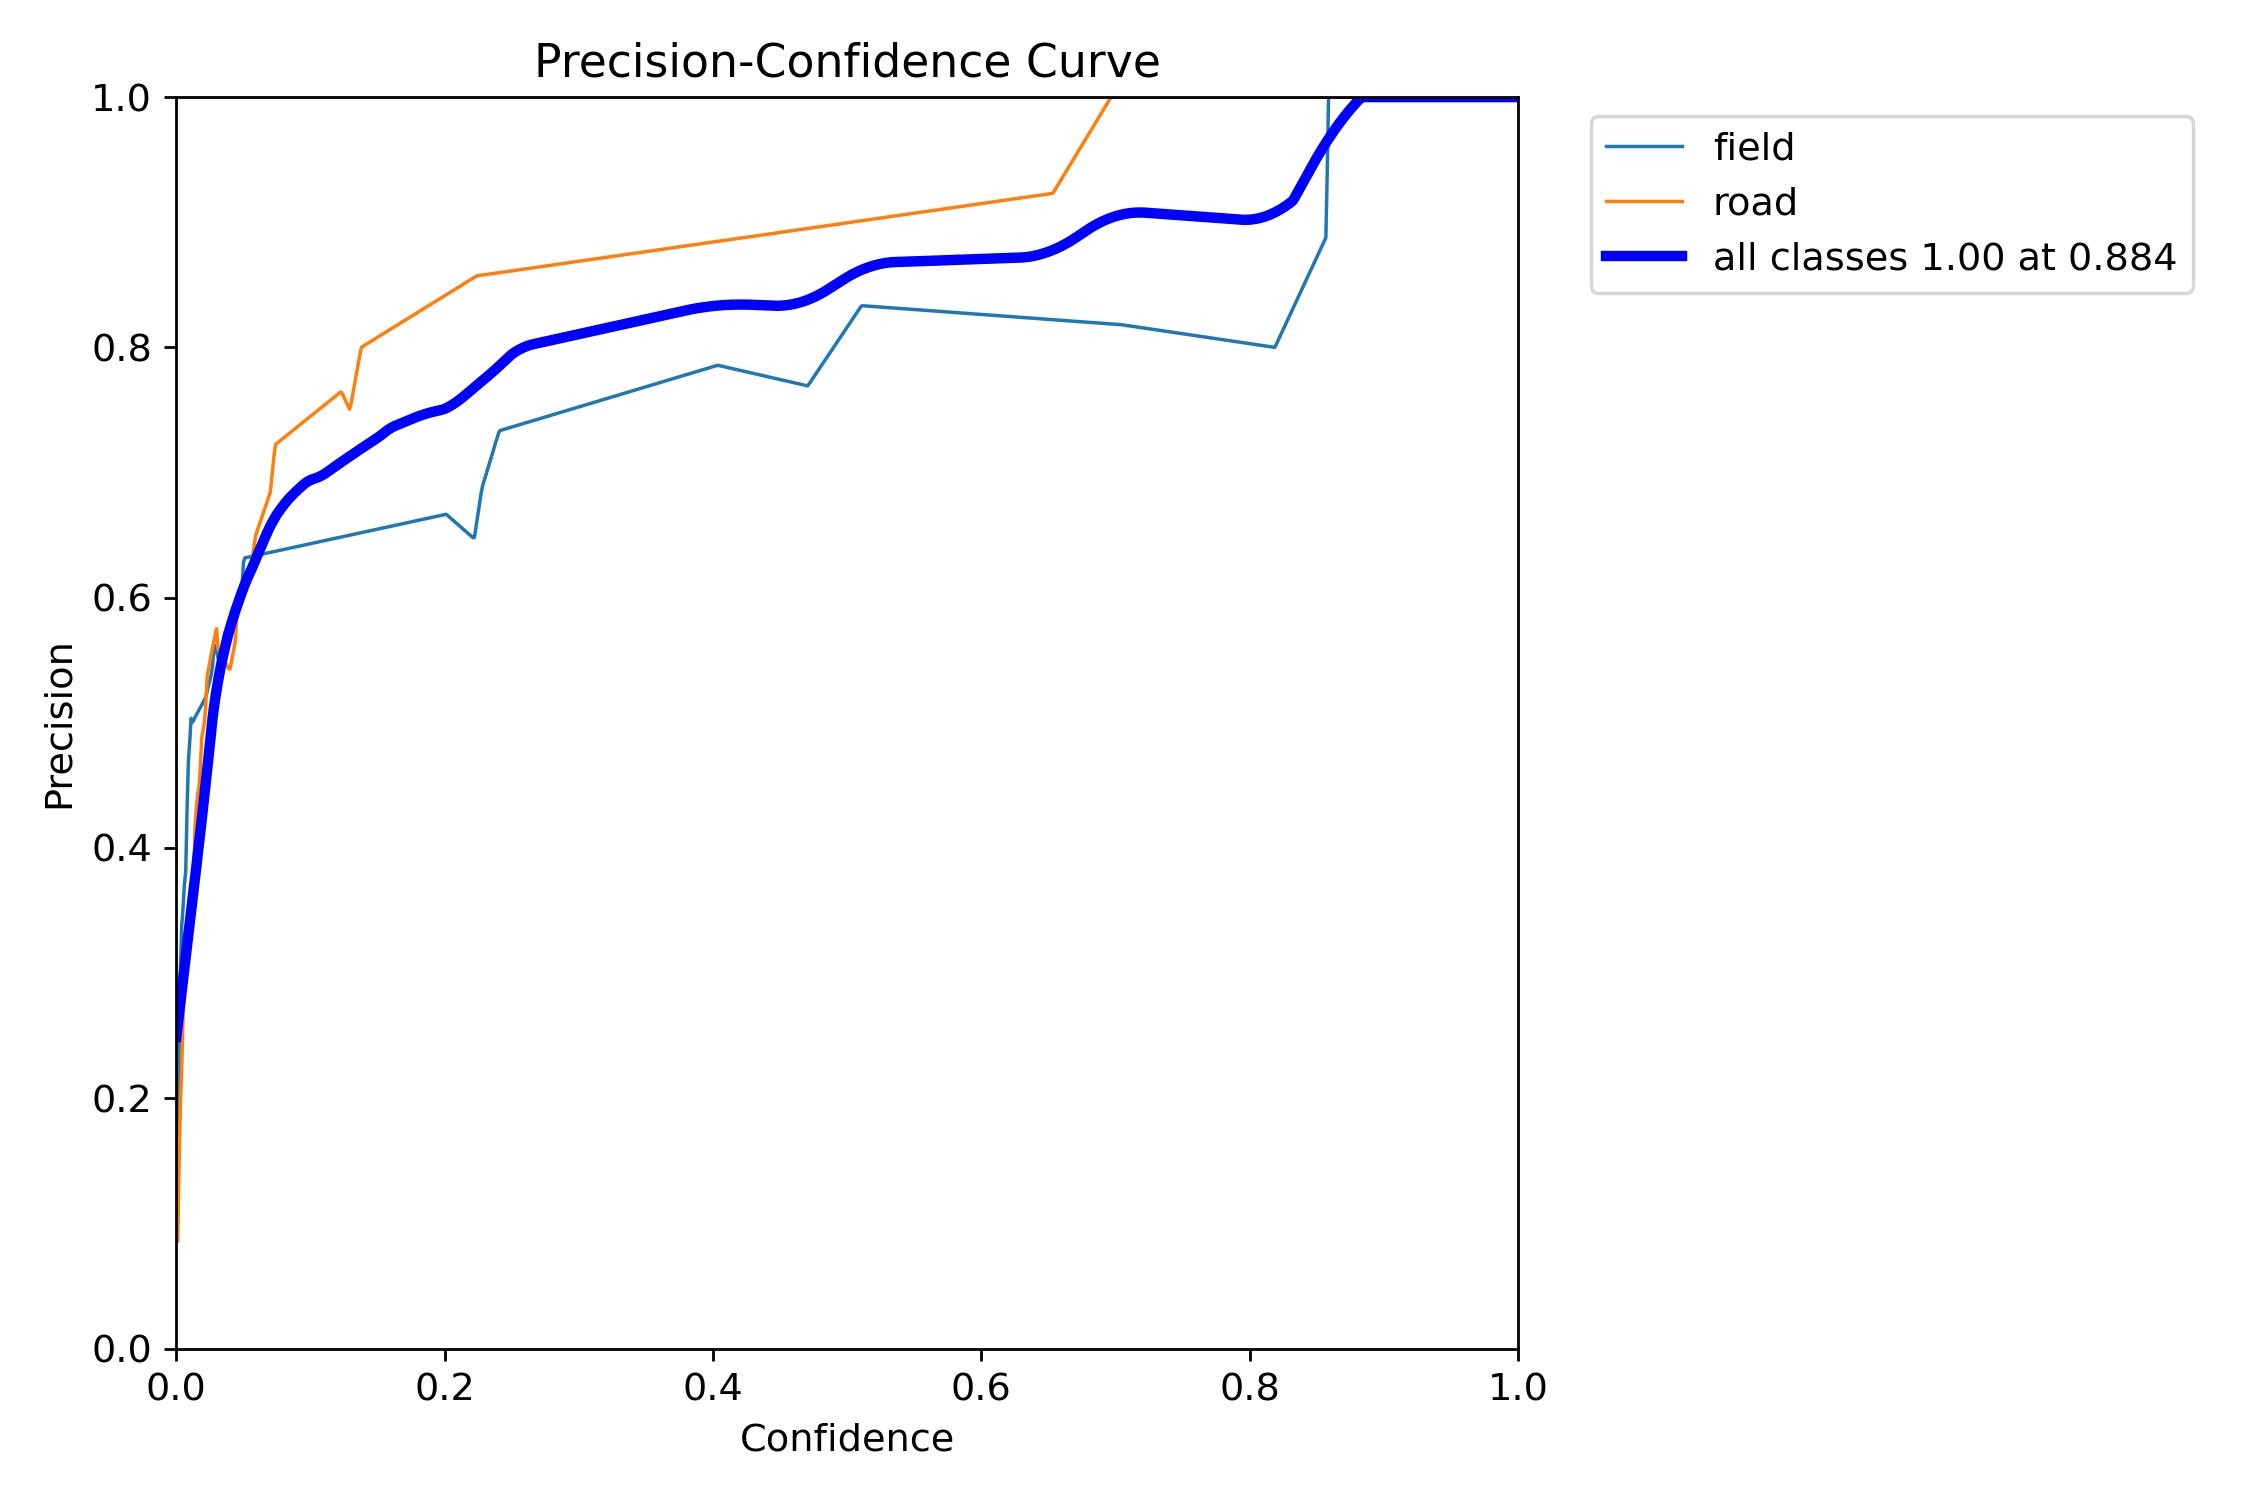 Precision-Confidence Curve
1.0
0.8
0.6
0.4
0.2
0.0
Precision
0.0 0.2 0.4 0.6 0.8 1.0
Confidence
field
road
all classes 1.00 at 0.884